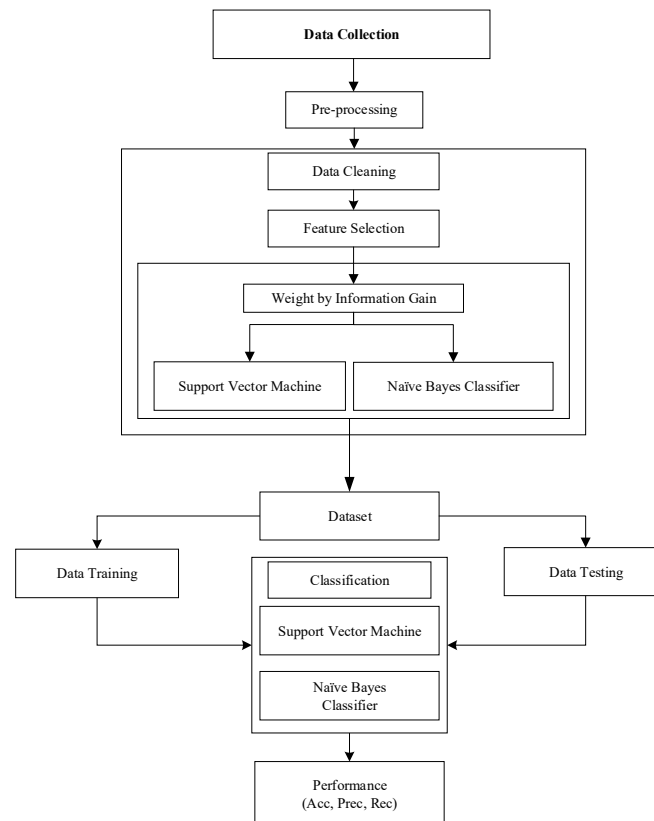 Data Collection
Pre-processing
Data Cleaning
Feature Selection
Weight by Information Gain
Support Vector Machine
Naïve Bayes Classifier
Dataset
Data Training
Classification
Data Testing
Support Vector Machine
Naïve Bayes
Classifier
Performance
(Acc, Prec, Rec)